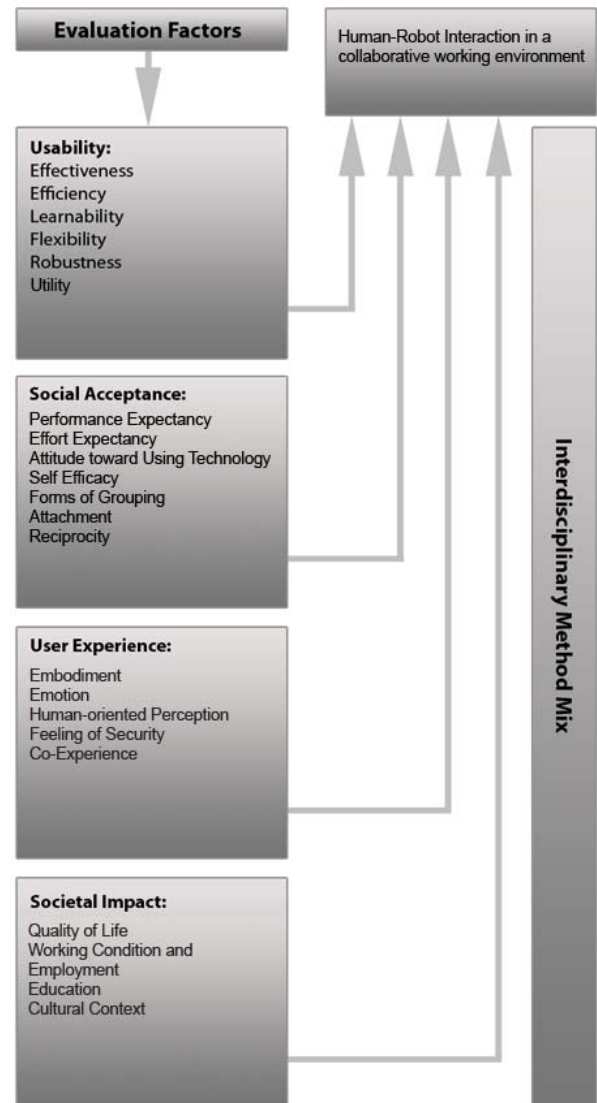 Evaluation Factors
Human-Robot Interaction in a
collaborative working environment
Usability:
Effectiveness
Efficiency
Learnability
Flexibility
Robustness
Utility
Social Acceptance:
Performance Expectancy
Effort Expectancy
Attitude toward Using Technology
Self Efficacy
Forms of Grouping
Attachment
Reciprocity
User Experience:
Embodiment
Emotion
Human-oriented Perception
Feeling of Security
Co-Experience
Societal Impact:
Quality of Life
Working Condition and
Employment
Education
Cultural Context
Interdisciplinary Method Mix